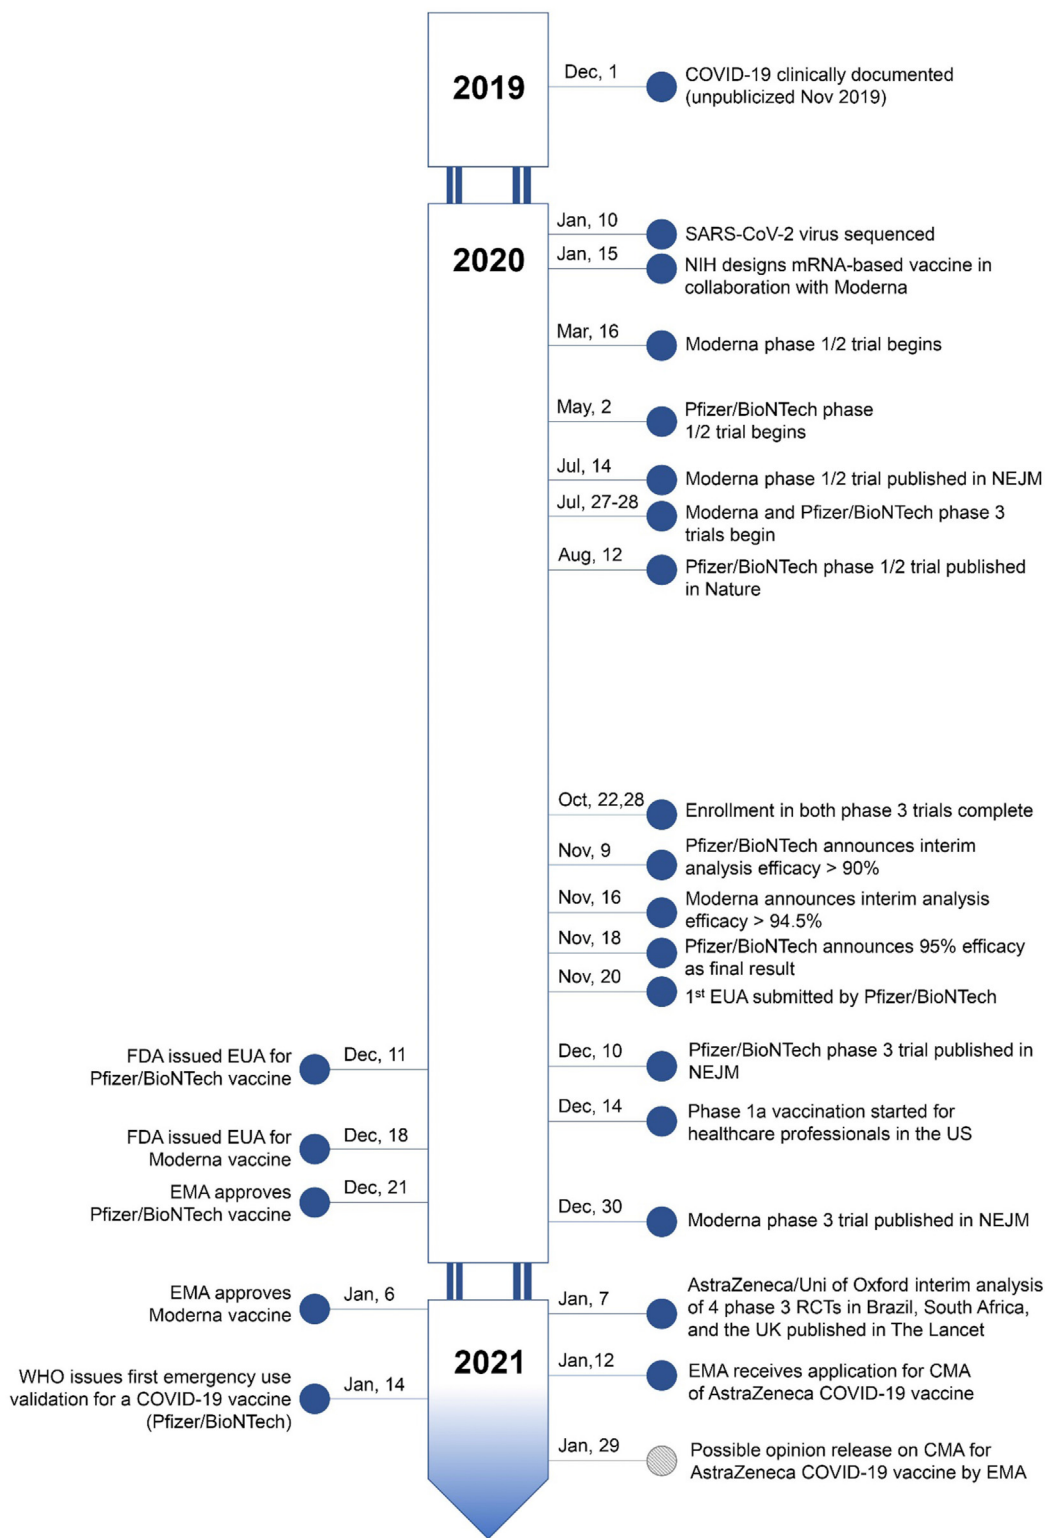 2019
Dec, 1
COVID-19 clinically documented
(unpublicized Nov 2019)
2020
Jan, 10
SARS-CoV-2 virus sequenced
Jan, 15
NIH designs mRNA-based vaccine in
collaboration with Moderna
Mar, 16
Moderna phase 1/2 trial begins
May, 2
Pfizer/BioNTech phase
1/2 trial begins
Jul, 14
Moderna phase 1/2 trial published in NEJM
Jul, 27-28
Moderna and Pfizer/BioNTech phase 3
trials begin
Aug, 12
Pfizer/BioNTech phase 1/2 trial published
in Nature
Oct, 22,28
Enrollment in both phase 3 trials complete
Nov, 9
Pfizer/BioNTech announces interim
analysis efficacy > 90%
Nov, 16
Moderna announces interim analysis
efficacy > 94.5%
Nov, 18
Pfizer/BioNTech announces 95% efficacy
as final result
Nov, 20
1st EUA submitted by Pfizer/BioNTech
FDA issued EUA for
Pfizer/BioNTech vaccine
Dec, 11
Dec, 10
Pfizer/BioNTech phase 3 trial published in
NEJM
Dec, 14
Phase 1a vaccination started for
healthcare professionals in the US
FDA issued EUA for
Moderna vaccine
Dec, 18
EMA approves
Pfizer/BioNTech vaccine
Dec, 21
Dec, 30
Moderna phase 3 trial published in NEJM
EMA approves
Moderna vaccine
Jan, 6
2021
Jan, 7
AstraZeneca/Uni of Oxford interim analysis
of 4 phase 3 RCTs in Brazil, South Africa,
and the UK published in The Lancet
Jan,12
EMA receives application for CMA
of AstraZeneca COVID-19 vaccine
WHO issues first emergency use
validation for a COVID-19 vaccine
(Pfizer/BioNTech)
Jan, 14
Jan, 29
Possible opinion release on CMA for
AstraZeneca COVID-19 vaccine by EMA